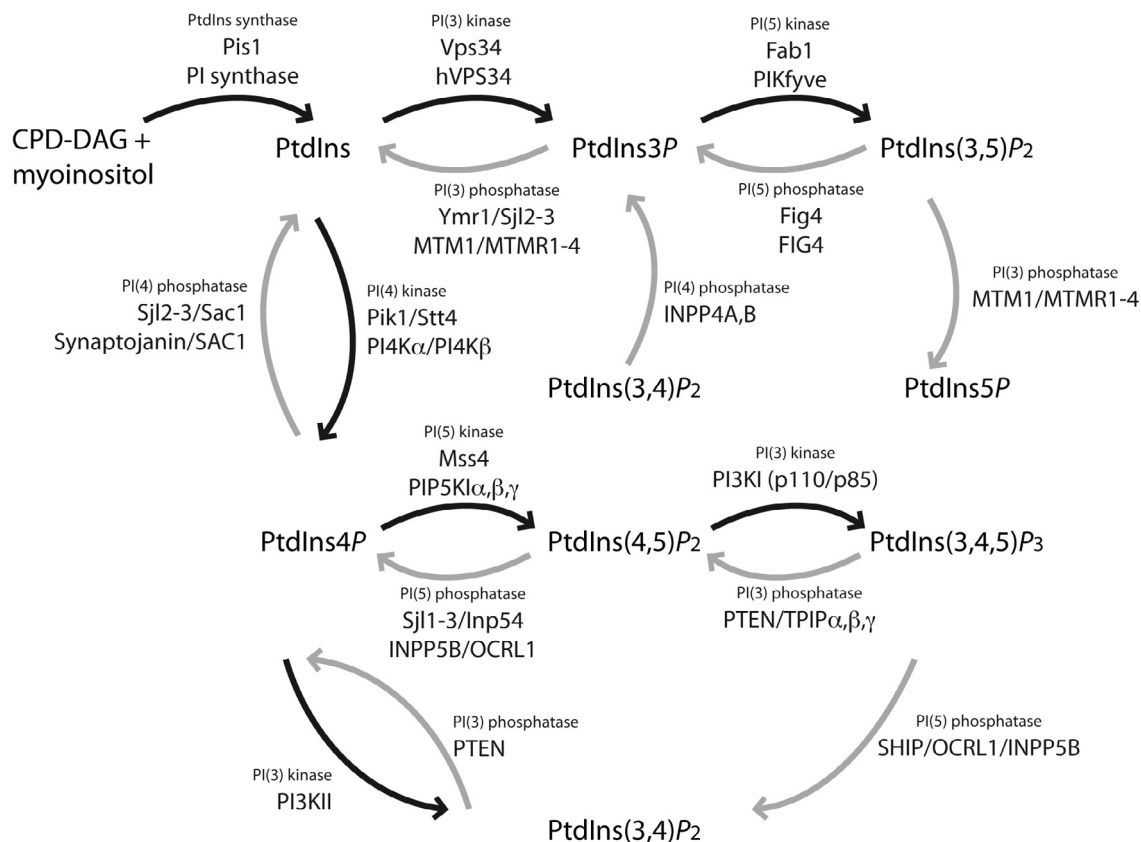 PtdIns synthase
Pis1
PI synthase
PI(3) kinase
Vps34
hVPS34
PI(5) kinase
Fab1
PIKfyve
CPD-DAG +
myoinositol
PtdIns
PtdIns3P
PtdIns(3,5)P2
PI(3) phosphatase
Ymr1/Sjl2-3
MTM1/MTMR1-4
PI(5) phosphatase
Fig4
FIG4
PI(4) phosphatase
Sjl2-3/Sac1
Synaptojanin/SAC1
PI(4) kinase
Pik1/Stt4
PI4Kα/PI4Kβ
PI(4) phosphatase
INPP4A,B
PI(3) phosphatase
MTM1/MTMR1-4
PtdIns(3,4)P2
PtdIns5P
PI(5) kinase
Mss4
PIP5KIα,β,γ
PI(3) kinase
PI3KI (p110/p85)
PtdIns4P
PtdIns(4,5)P2
PtdIns(3,4,5)P3
PI(5) phosphatase
Sjl1-3/Inp54
INPP5B/OCRL1
PI(3) phosphatase
PTEN/TPIPα,β,γ
PI(3) phosphatase
PTEN
PI(5) phosphatase
SHIP/OCRL1/INPP5B
PI(3) kinase
PI3KII
PtdIns(3,4)P2